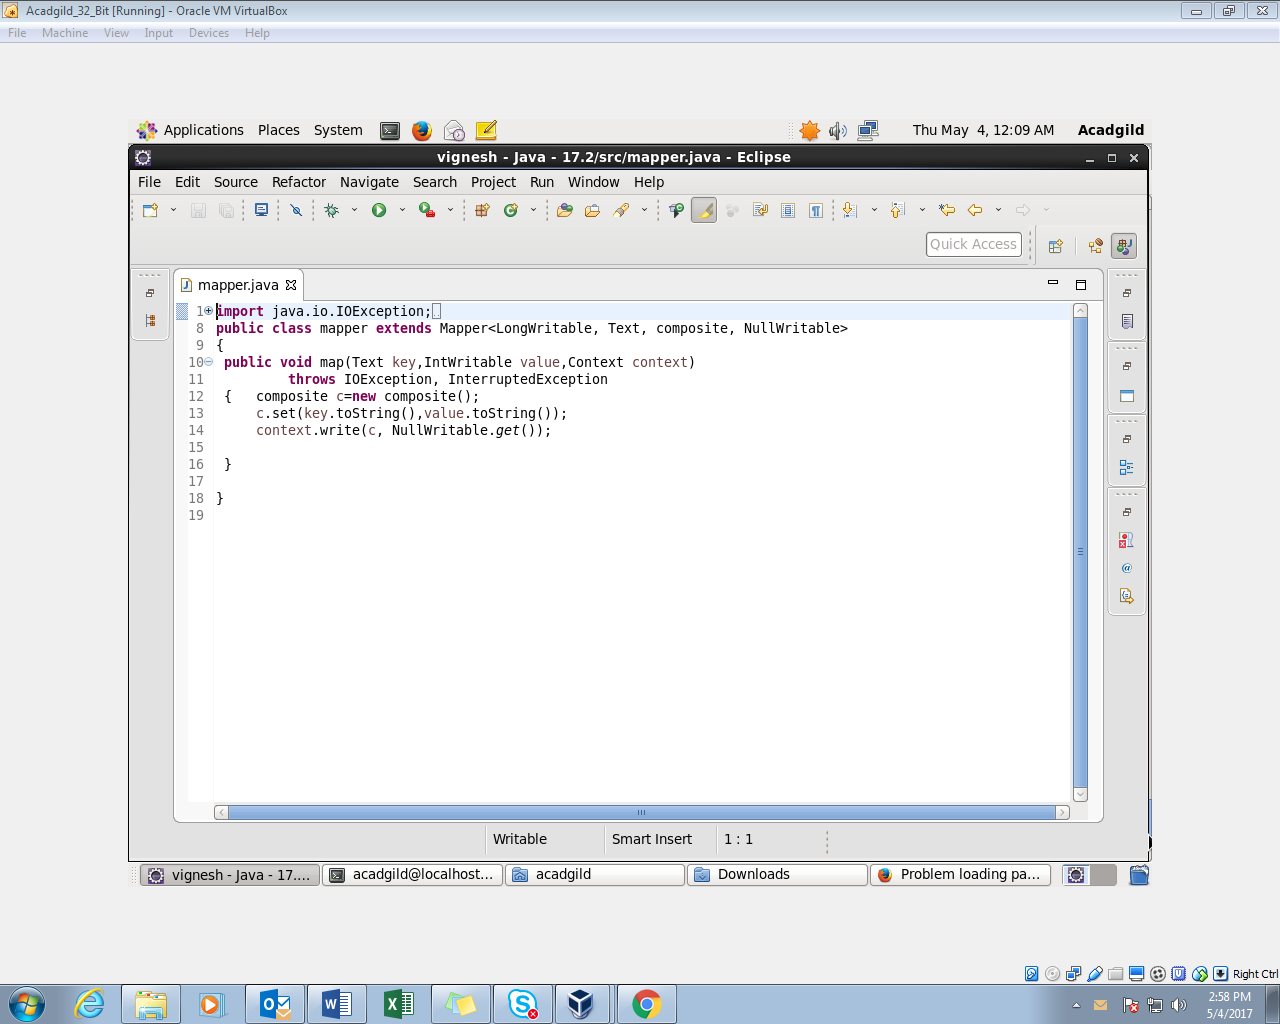 Acadgild_32_Bit [Running] - Oracle VM VirtualBox
File Machine View Input Devices Help
Applications Places System Thu May 4, 12:09 AM Acadgild
vignesh - Java - 17.2/src/mapper.java - Eclipse
File Edit Source Refactor Navigate Search Project Run Window Help
Quick Access
mapper.java
1 import java.io.IOException;
8 public class mapper extends Mapper<LongWritable, Text, composite, NullWritable>
9 {
10 public void map(Text key,IntWritable value,Context context)
11 throws IOException, InterruptedException
12 { composite c=new composite();
13 c.set(key.toString(),value.toString());
14 context.write(c, NullWritable.get());
15
16 }
17
18 }
19
Writable Smart Insert 1 : 1
vignesh - Java - 17.... acadgild@localhost... acadgild Downloads Problem loading pa...
Right Ctrl
2:58 PM
5/4/2017